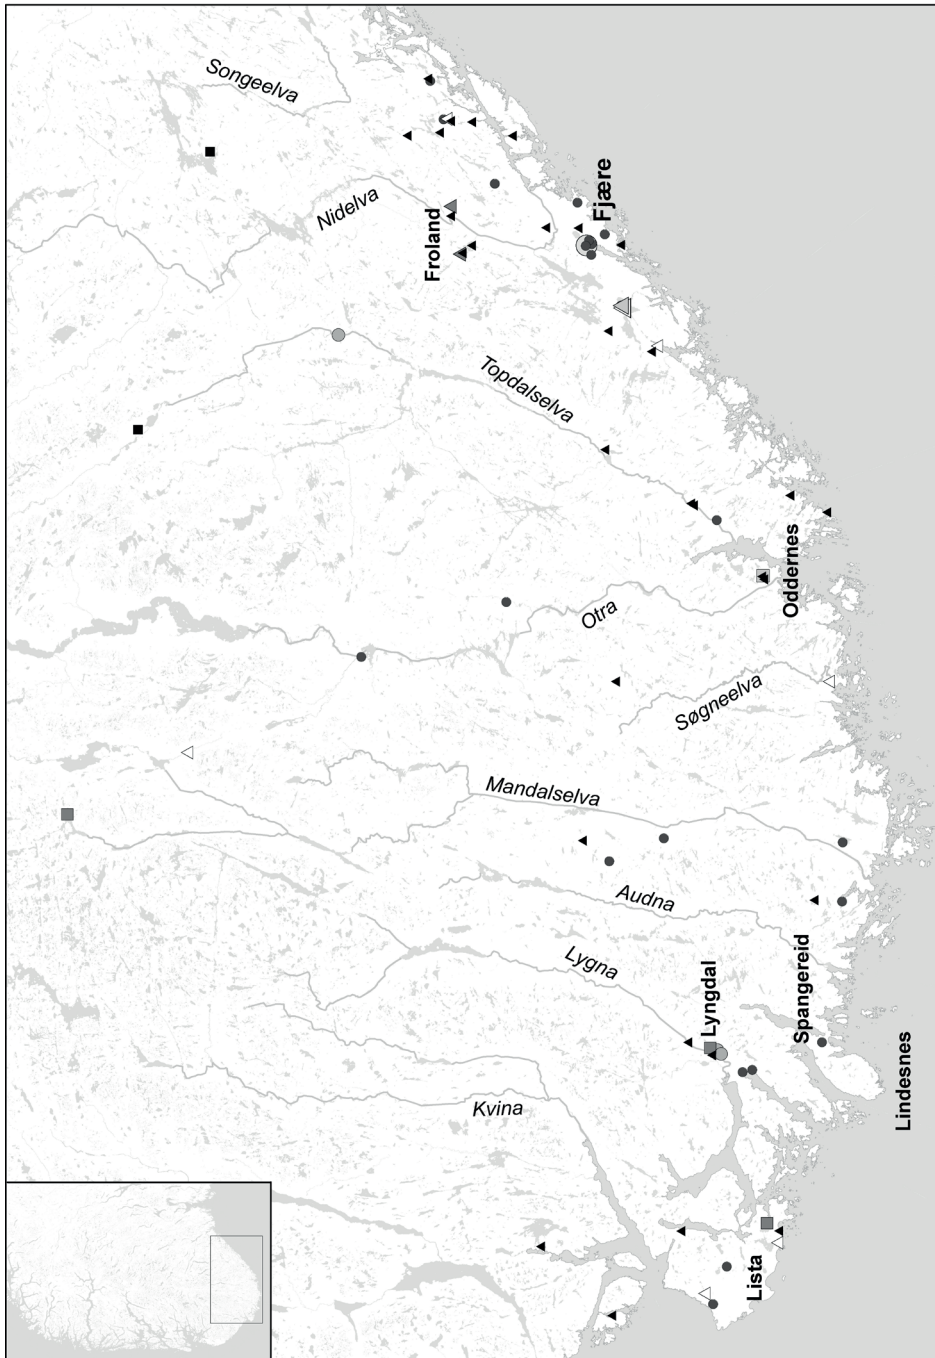 Songeelva
Nidelva
Fjære
Froland
Topdalselva
Oddernes
Otra
Søgneelva
Mandalselva
Audna
Lygna
Lyngdal
Spangereid
Lindesnes
Kvina
Lista